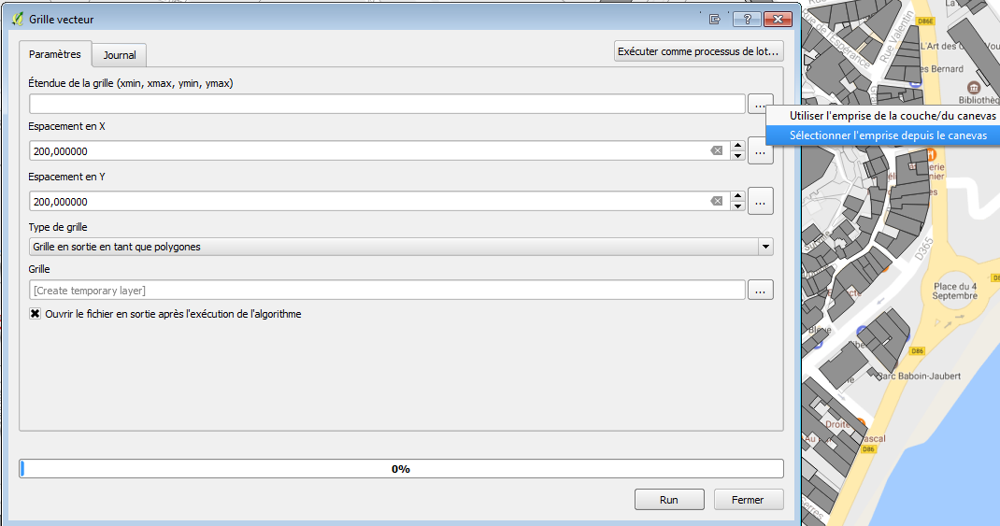 Grille vecteur
Paramètres
Journal
Exécuter comme processus de lot...
Étendue de la grille (xmin, xmax, ymin, ymax)
...
Utiliser l'emprise de la couche/du canevas
Sélectionner l'emprise depuis le canevas
Espacement en X
200,000000
...
Espacement en Y
200,000000
...
Type de grille
Grille en sortie en tant que polygones
Grille
[Create temporary layer]
...
Ouvrir le fichier en sortie après l'exécution de l'algorithme
0%
Run
Fermer
D86E
Rue Valentin
L'Art des
es Bernard
Bibliothèq
D365
Place du 4
Septembre
D86
arc Baboin-Jaubert
Droite
Au
ascal
D86